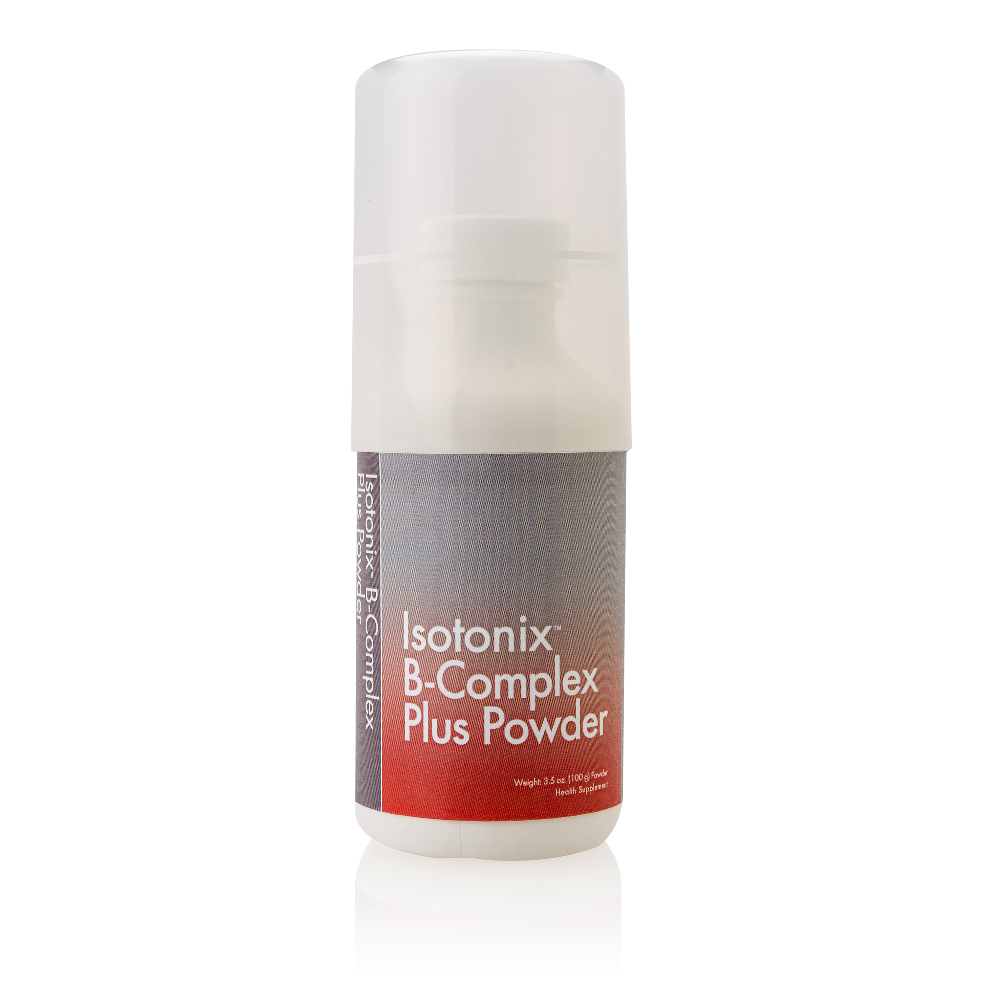 Isotonix™ B-Complex
Plus Powder
Isotonix™
B-Complex
Plus Powder
Weight: 3.5 oz. (100 g) Powder
Health Supplement